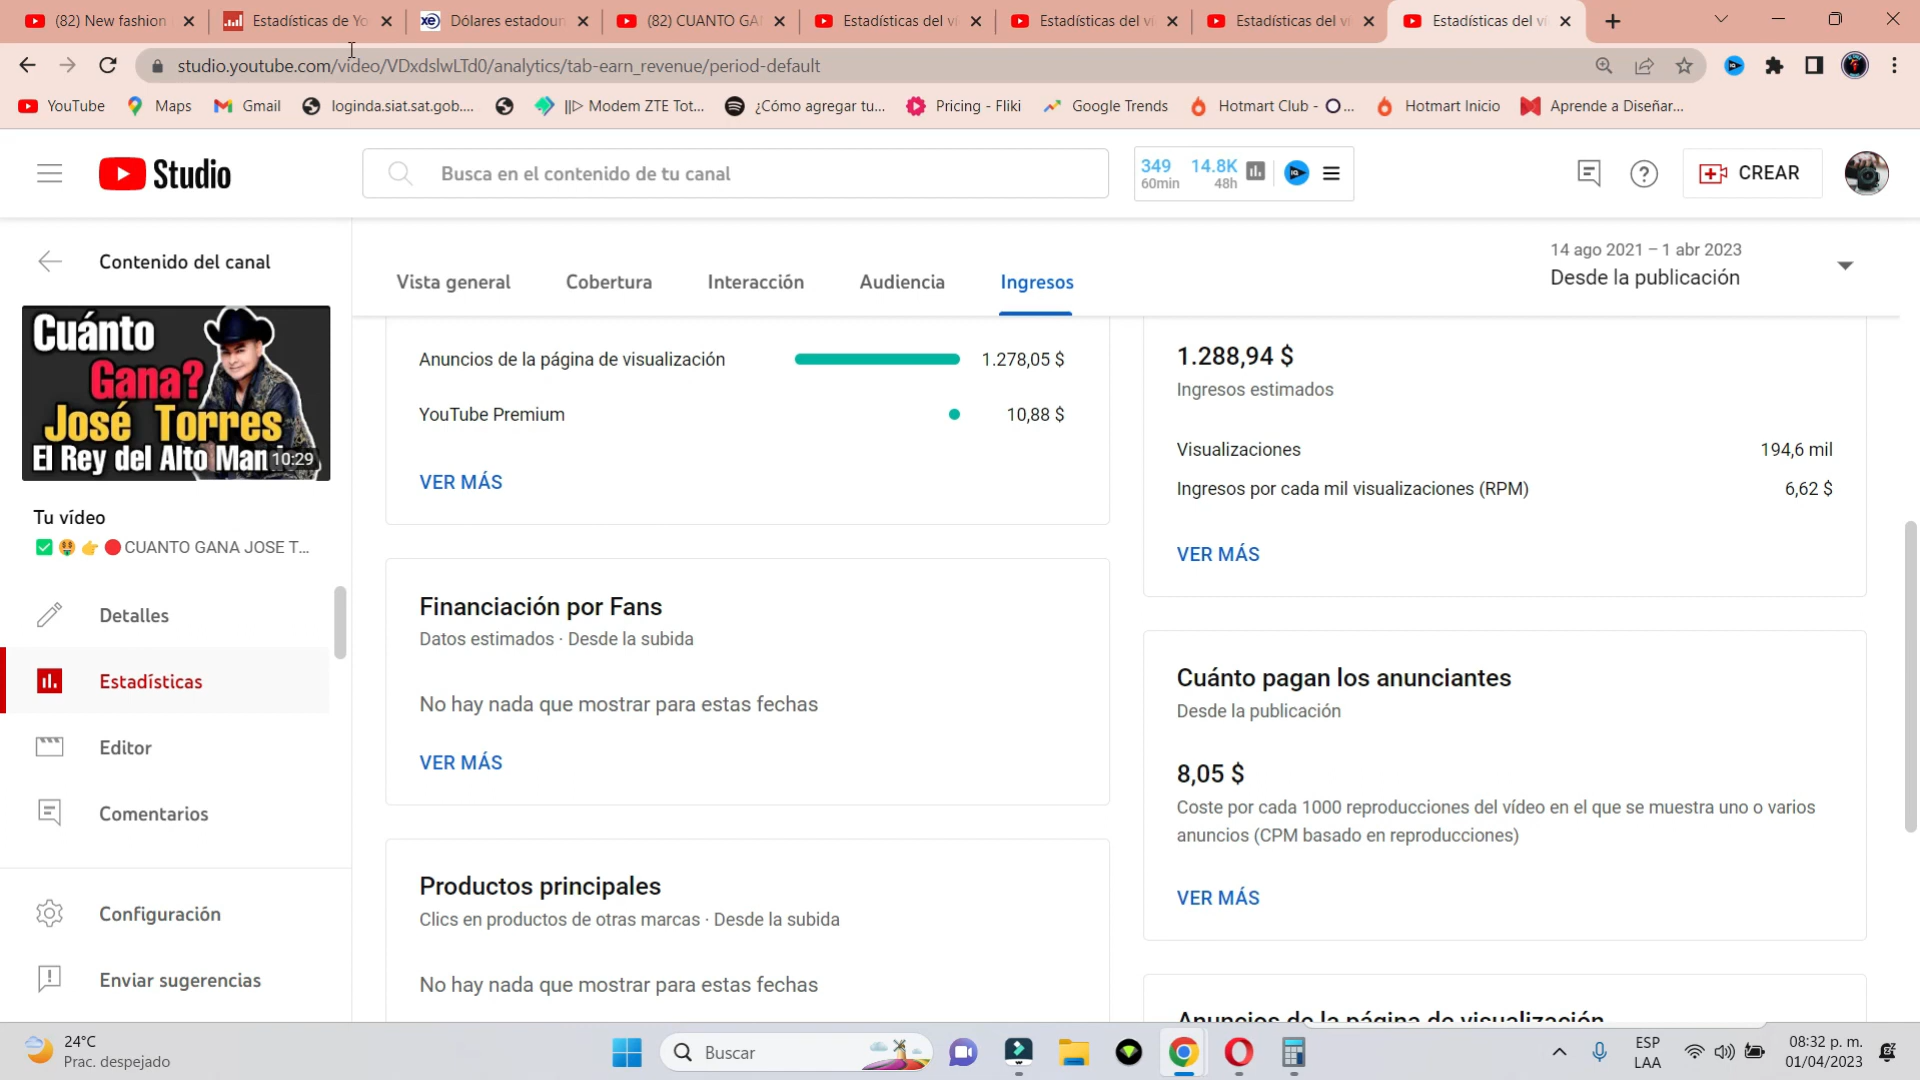 (82) New fashion
Estadísticas de Yo
Dólares estadoun
(82) CUANTO GA
Estadísticas del vi
Estadísticas del vi
Estadísticas del vi
Estadísticas del ví
studio.youtube.com/video/VDxdslwLTd0/analytics/tab-earn_revenue/period-default
YouTube
Maps
Gmail
loginda.siat.sat.gob....
||▷ Modem ZTE Tot...
¿Cómo agregar tu...
Pricing - Fliki
Google Trends
Hotmart Club - O...
Hotmart Inicio
Aprende a Diseñar...
Studio
Busca en el contenido de tu canal
349 14.8K
60min 48h
CREAR
Contenido del canal
Vista general
Cobertura
Interacción
Audiencia
Ingresos
14 ago 2021 – 1 abr 2023
Desde la publicación
Cuánto
Gana?
José Torres
El Rey del Alto Man
10:29
Tu vídeo
CUANTO GANA JOSE T...
Detalles
Estadísticas
Editor
Comentarios
Configuración
Enviar sugerencias
Anuncios de la página de visualización 1.278,05 $
YouTube Premium 10,88 $
VER MÁS
Financiación por Fans
Datos estimados · Desde la subida
No hay nada que mostrar para estas fechas
VER MÁS
Productos principales
Clics en productos de otras marcas · Desde la subida
No hay nada que mostrar para estas fechas
1.288,94 $
Ingresos estimados
Visualizaciones 194,6 mil
Ingresos por cada mil visualizaciones (RPM) 6,62 $
VER MÁS
Cuánto pagan los anunciantes
Desde la publicación
8,05 $
Coste por cada 1000 reproducciones del vídeo en el que se muestra uno o varios
anuncios (CPM basado en reproducciones)
VER MÁS
Anuncios de la página de visualización
24°C
Prac. despejado
Buscar
ESP
LAA
08:32 p. m.
01/04/2023